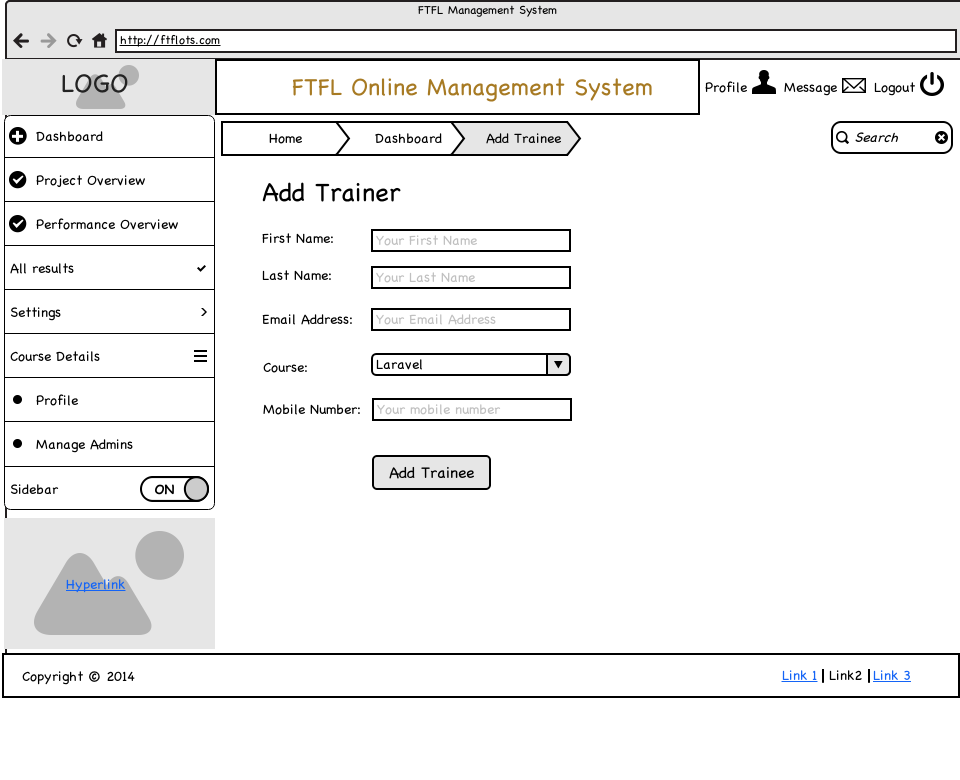 FTFL Management System
http://ftflots.com
LOGO
FTFL Online Management System
Profile Message Logout
Home Dashboard Add Trainee
Search
Dashboard
Project Overview
Performance Overview
All results
Settings
Course Details
Profile
Manage Admins
Sidebar ON
Hyperlink
Add Trainer
First Name: Your First Name
Last Name: Your Last Name
Email Address: Your Email Address
Course: Laravel
Mobile Number: Your mobile number
Add Trainee
Copyright © 2014
Link 1 | Link2 | Link 3